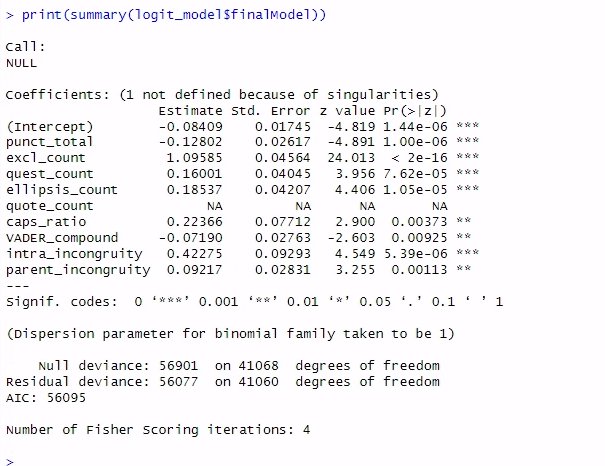 > print(summary(logit_model$finalModel))
Call:
NULL
Coefficients: (1 not defined because of singularities)
Estimate Std. Error z value Pr(>|z|)
(Intercept) -0.08409 0.01745 -4.819 1.44e-06 ***
punct_total -0.12802 0.02617 -4.891 1.00e-06 ***
excl_count 1.09585 0.04564 24.013 < 2e-16 ***
quest_count 0.16001 0.04045 3.956 7.62e-05 ***
ellipsis_count 0.18537 0.04207 4.406 1.05e-05 ***
quote_count NA NA NA NA
caps_ratio 0.22366 0.07712 2.900 0.00373 **
VADER_compound -0.07190 0.02763 -2.603 0.00925 **
intra_incongruity 0.42275 0.09293 4.549 5.39e-06 ***
parent_incongruity 0.09217 0.02831 3.255 0.00113 **
---
Signif. codes: 0 ‘***’ 0.001 ‘**’ 0.01 ‘*’ 0.05 ‘.’ 0.1 ‘ ’ 1
(Dispersion parameter for binomial family taken to be 1)
Null deviance: 56901 on 41068 degrees of freedom
Residual deviance: 56077 on 41060 degrees of freedom
AIC: 56095
Number of Fisher Scoring iterations: 4
>